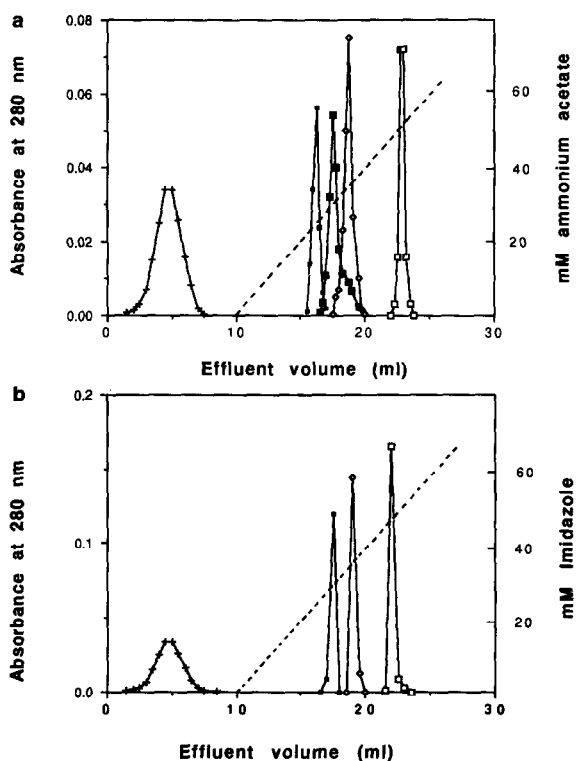 a
0.08
0.06
0.04
0.02
0.00
Absorbance at 280 nm
60
40
20
mM ammonium acetate
0 10 20 30
Effluent volume (ml)
b
0.2
0.1
0.0
Absorbance at 280 nm
60
40
20
mM Imidazole
0 10 20 30
Effluent volume (ml)